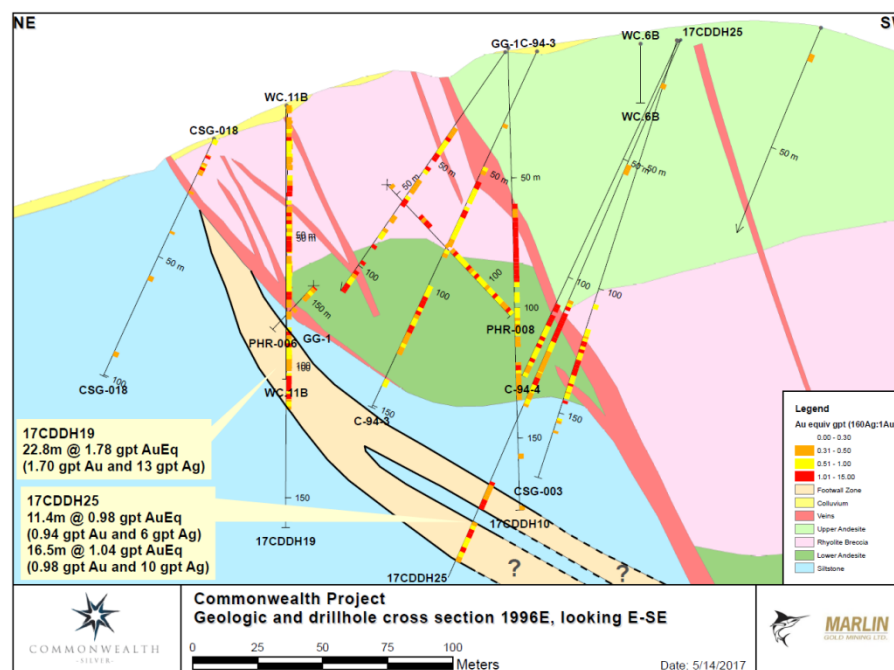 NE
SW
GG-1
C-94-3
WC.6B
17CDDH25
WC.11B
CSG-018
WC.6B
50 m
50 m
50 m
50 m
50 m
50 m
50 m
50 m
50 m
50 m
100
100
100
100
100
100
150 m
PHR-006
GG-1
PHR-008
CSG-018
100
100
100
WC.11B
C-94-4
C-94-3
150
150
150
150
CSG-003
17CDDH10
17CDDH19
17CDDH25
?
?
17CDDH19
22.8m @ 1.78 gpt AuEq
(1.70 gpt Au and 13 gpt Ag)
17CDDH25
11.4m @ 0.98 gpt AuEq
(0.94 gpt Au and 6 gpt Ag)
16.5m @ 1.04 gpt AuEq
(0.98 gpt Au and 10 gpt Ag)
Legend
Au equiv gpt (160Ag:1Au)
0.00 - 0.30
0.31 - 0.50
0.51 - 1.00
1.01 - 15.00
Footwall Zone
Colluvium
Veins
Upper Andesite
Rhyolite Breccia
Lower Andesite
Siltstone
COMMONWEALTH
- SILVER -
Commonwealth Project
Geologic and drillhole cross section 1996E, looking E-SE
0 25 50 100
Meters
Date: 5/14/2017
MARLIN
GOLD MINING LTD.